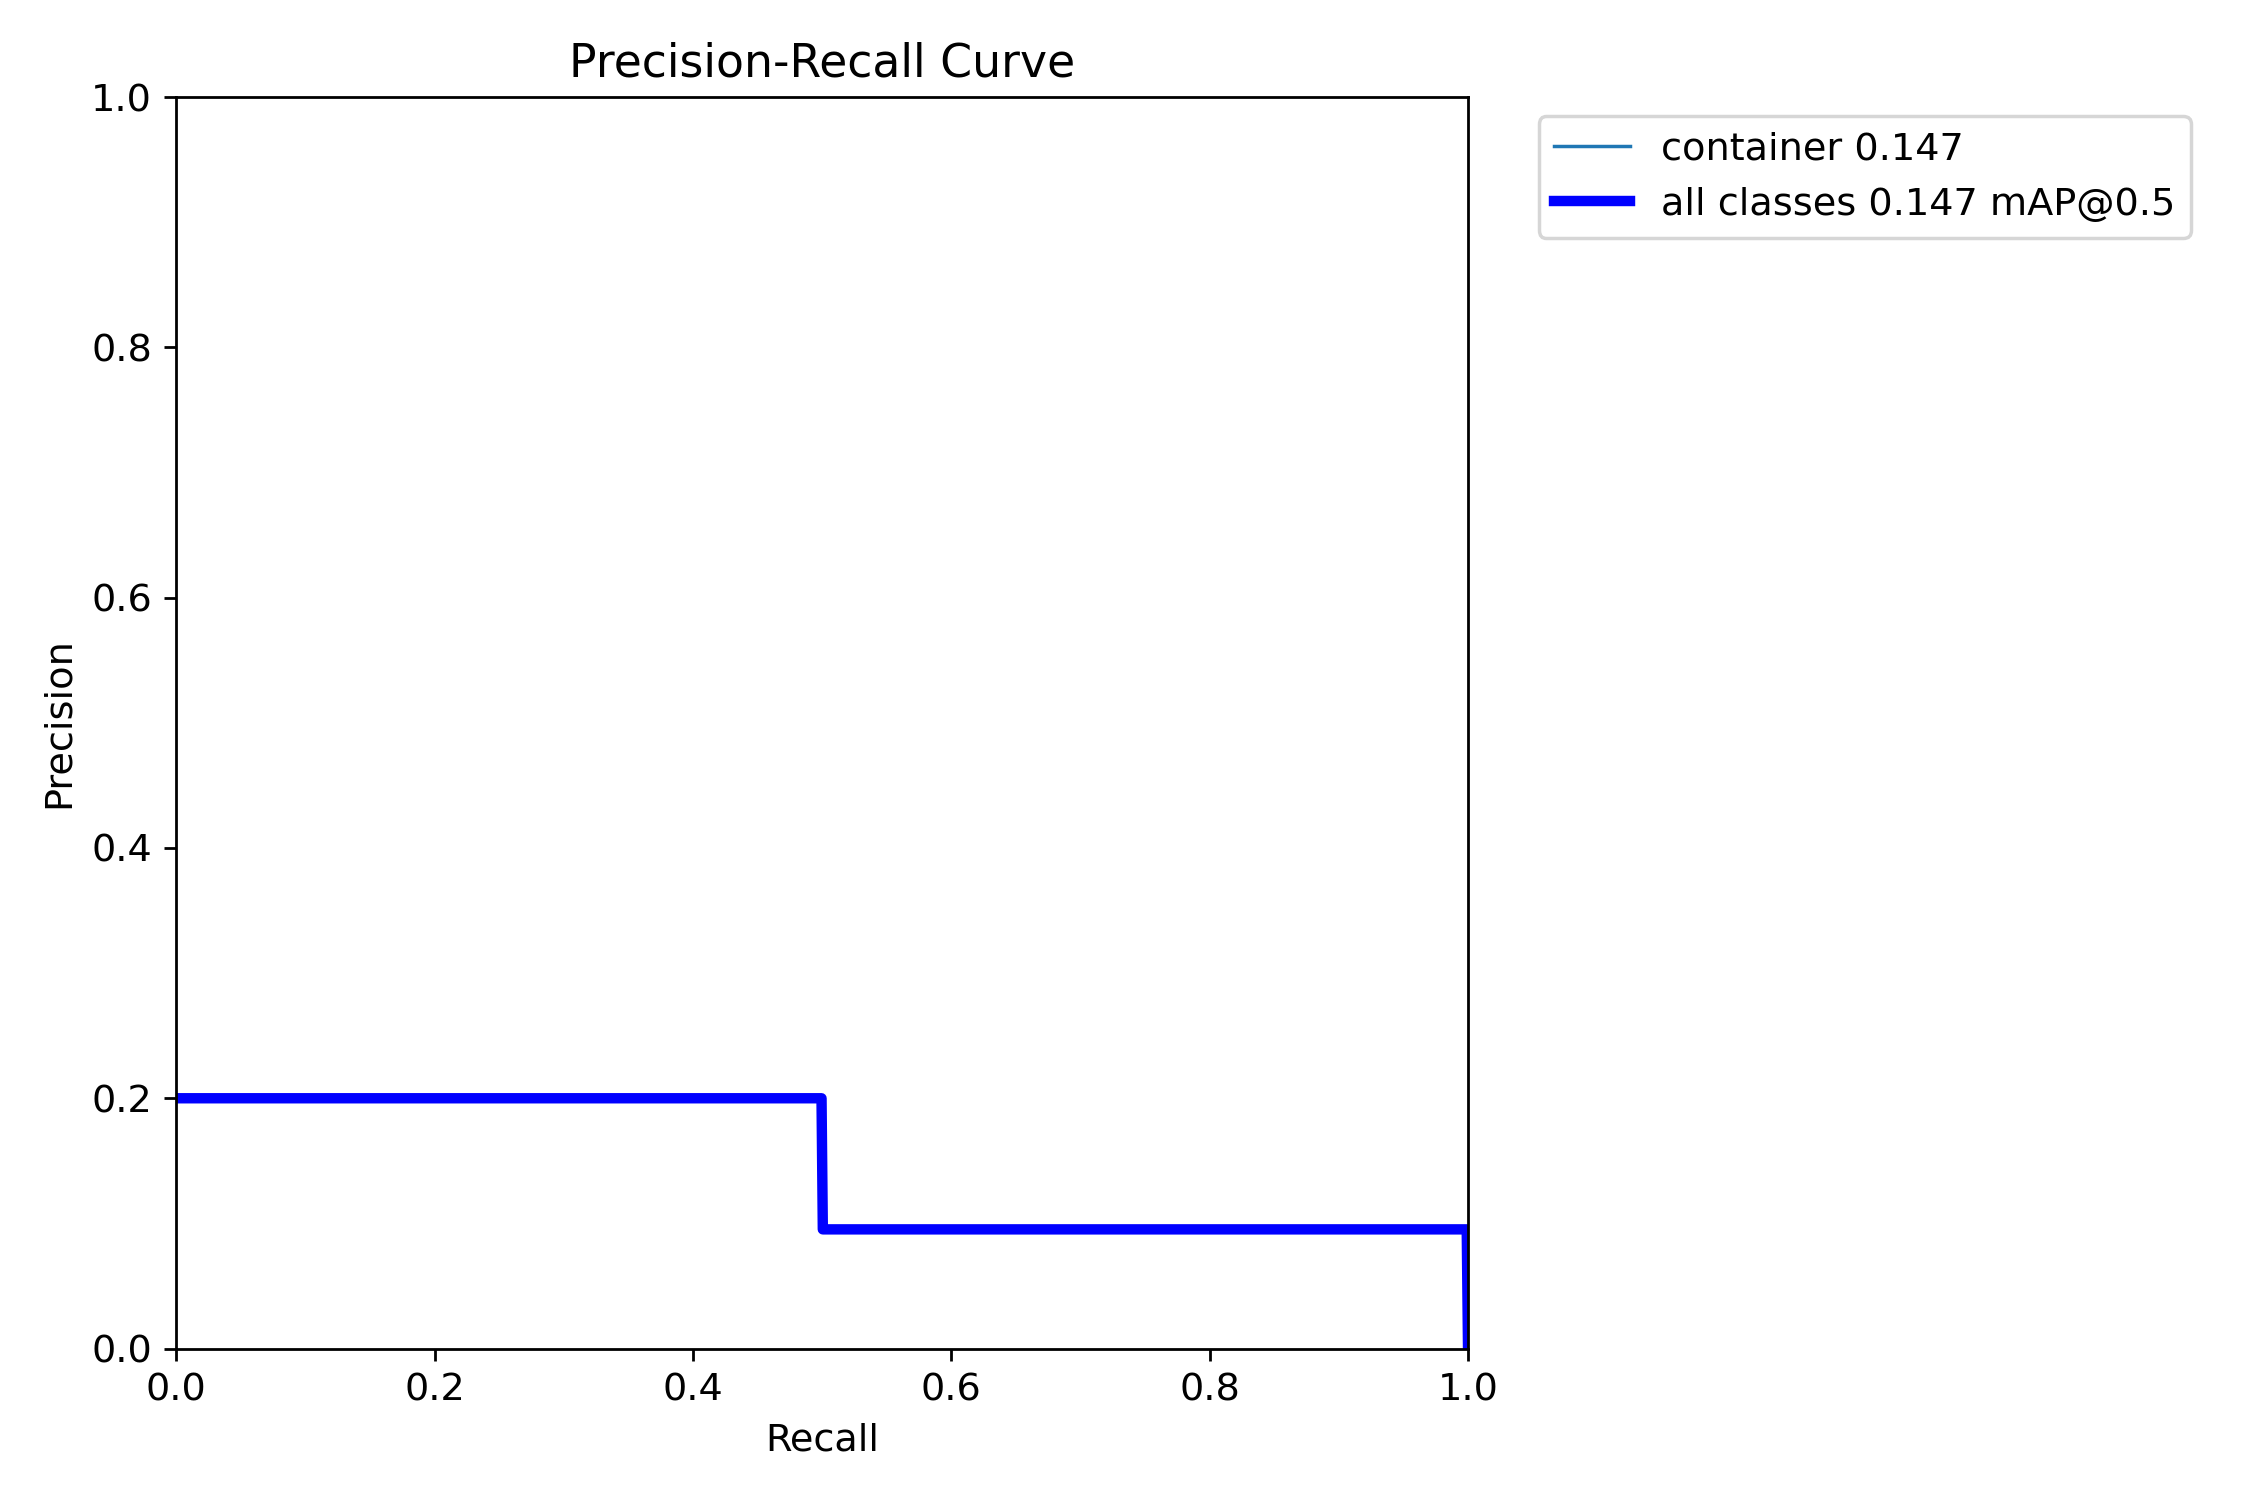 Precision-Recall Curve
1.0
0.8
0.6
0.4
0.2
0.0
Precision
0.0 0.2 0.4 0.6 0.8 1.0
Recall
container 0.147
all classes 0.147 mAP@0.5